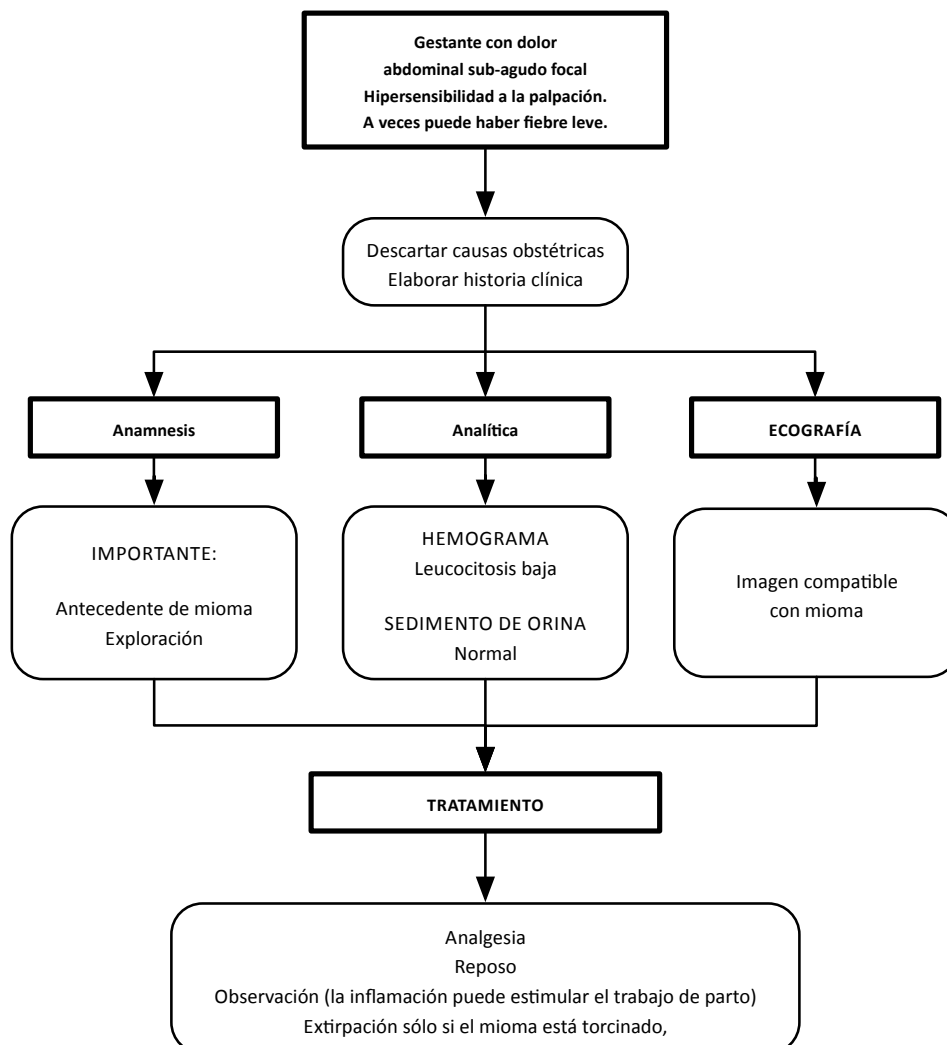 Gestante con dolor
abdominal sub-agudo focal
Hipersensibilidad a la palpación.
A veces puede haber fiebre leve.
Descartar causas obstétricas
Elaborar historia clínica
Anamnesis
Analítica
ECOGRAFÍA
IMPORTANTE:
Antecedente de mioma
Exploración
HEMOGRAMA
Leucocitosis baja
SEDIMENTO DE ORINA
Normal
Imagen compatible
con mioma
TRATAMIENTO
Analgesia
Reposo
Observación (la inflamación puede estimular el trabajo de parto)
Extirpación sólo si el mioma está torcinado,